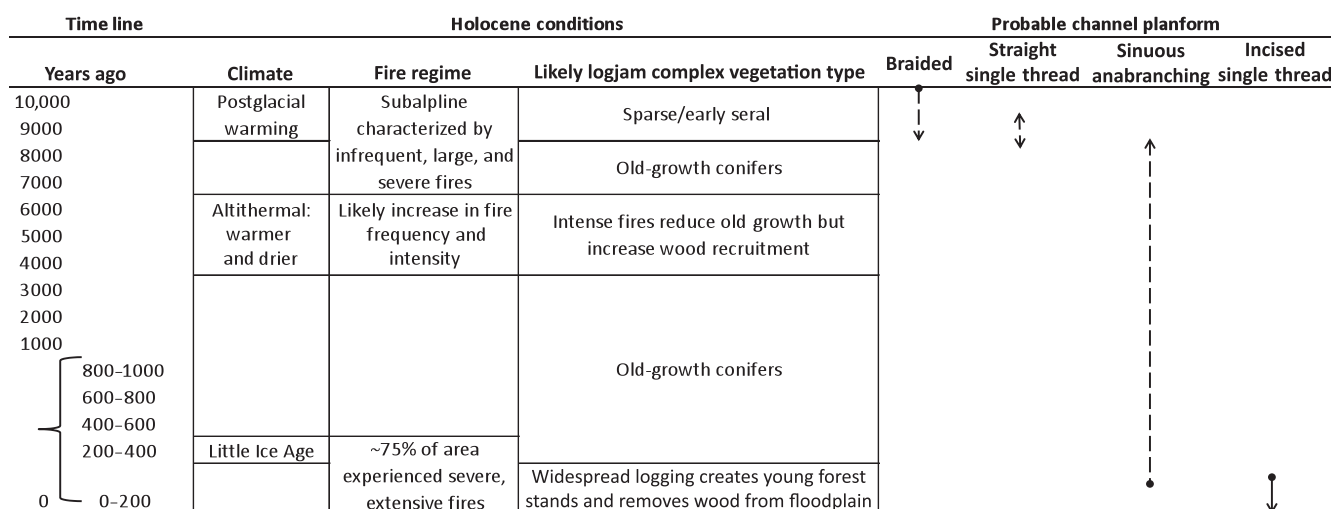 Time line Holocene conditions Probable channel planform
Years ago Climate Fire regime Likely logjam complex vegetation type Braided Straight single thread Sinuous anabranching Incised single thread
10,000
9000
8000
7000
6000
5000
4000
3000
2000
1000
800–1000
600–800
400–600
200–400
0 0–200
Postglacial
warming
Altithermal:
warmer
and drier
Little Ice Age
Subalpline
characterized by
infrequent, large, and
severe fires
Likely increase in fire
frequency and
intensity
~75% of area
experienced severe,
extensive fires
Sparse/early seral
Old-growth conifers
Intense fires reduce old growth but
increase wood recruitment
Old-growth conifers
Widespread logging creates young forest
stands and removes wood from floodplain